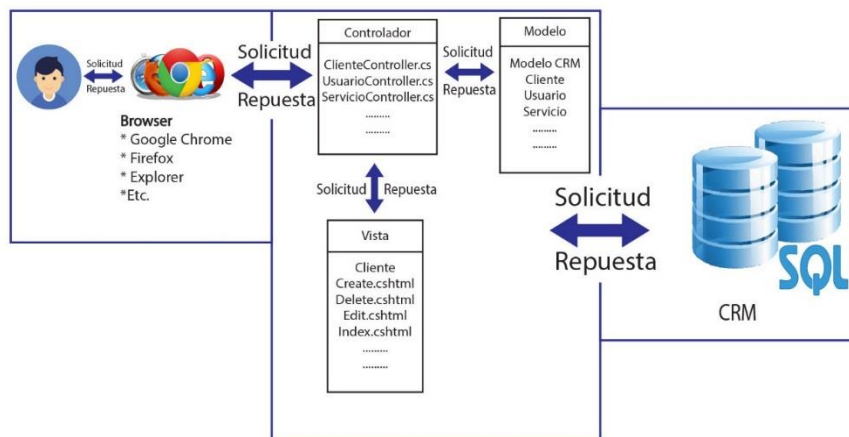 Solicitud
Repuesta
Browser
* Google Chrome
* Firefox
* Explorer
*Etc.
Solicitud
Repuesta
Controlador
ClienteController.cs
UsuarioController.cs
ServicioController.cs
.........
.........
Solicitud
Repuesta
Modelo
Modelo CRM
Cliente
Usuario
Servicio
.........
.........
Solicitud Repuesta
Vista
Cliente
Create.cshtml
Delete.cshtml
Edit.cshtml
Index.cshtml
.........
.........
Solicitud
Repuesta
SQL
CRM